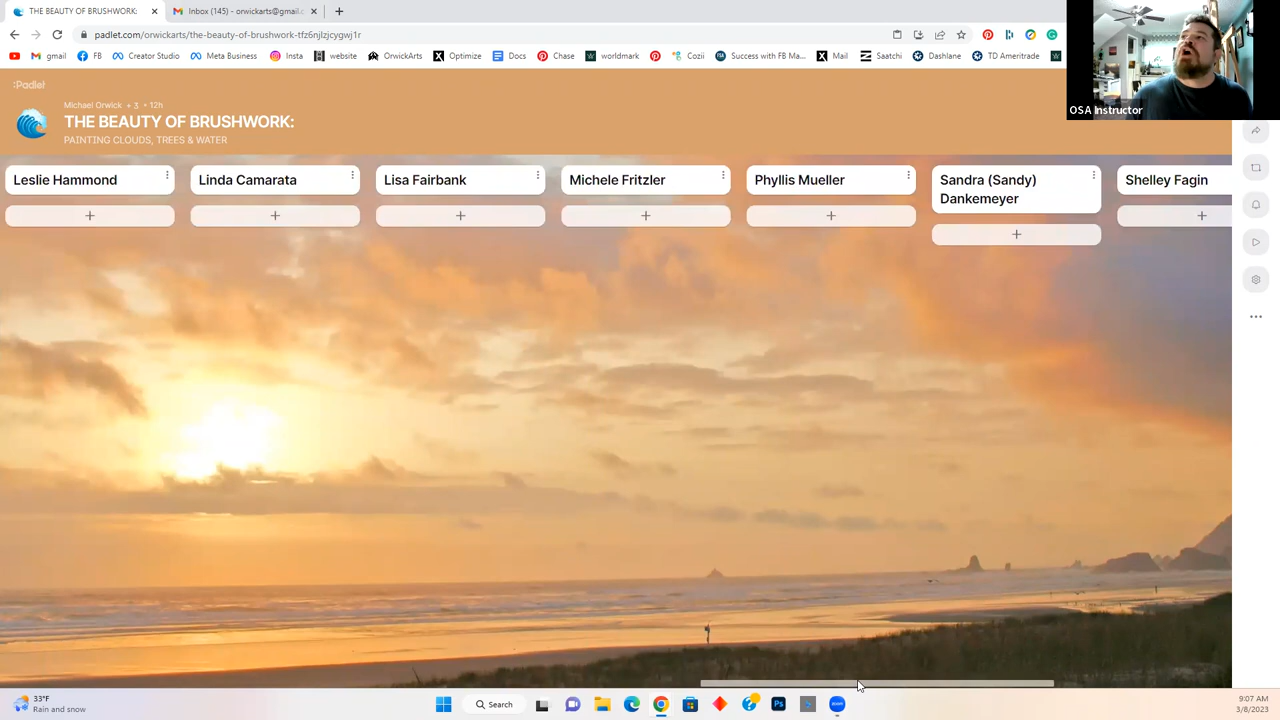 THE BEAUTY OF BRUSHWORK:
Inbox (145) - orwickarts@gmail.c
padlet.com/orwickarts/the-beauty-of-brushwork-tfz6njlzjcygwj1r
gmail FB Creator Studio Meta Business Insta website OrwickArts Optimize Docs Chase worldmark Cozii Success with FB Ma... Mail Saatchi Dashlane TD Ameritrade
OSA Instructor
:Padlet
Michael Orwick + 3 • 12h
THE BEAUTY OF BRUSHWORK:
PAINTING CLOUDS, TREES & WATER
Leslie Hammond
Linda Camarata
Lisa Fairbank
Michele Fritzler
Phyllis Mueller
Sandra (Sandy)
Dankemeyer
Shelley Fagin
33°F
Rain and snow
Search
Ps
zoom
9:07 AM
3/8/2023